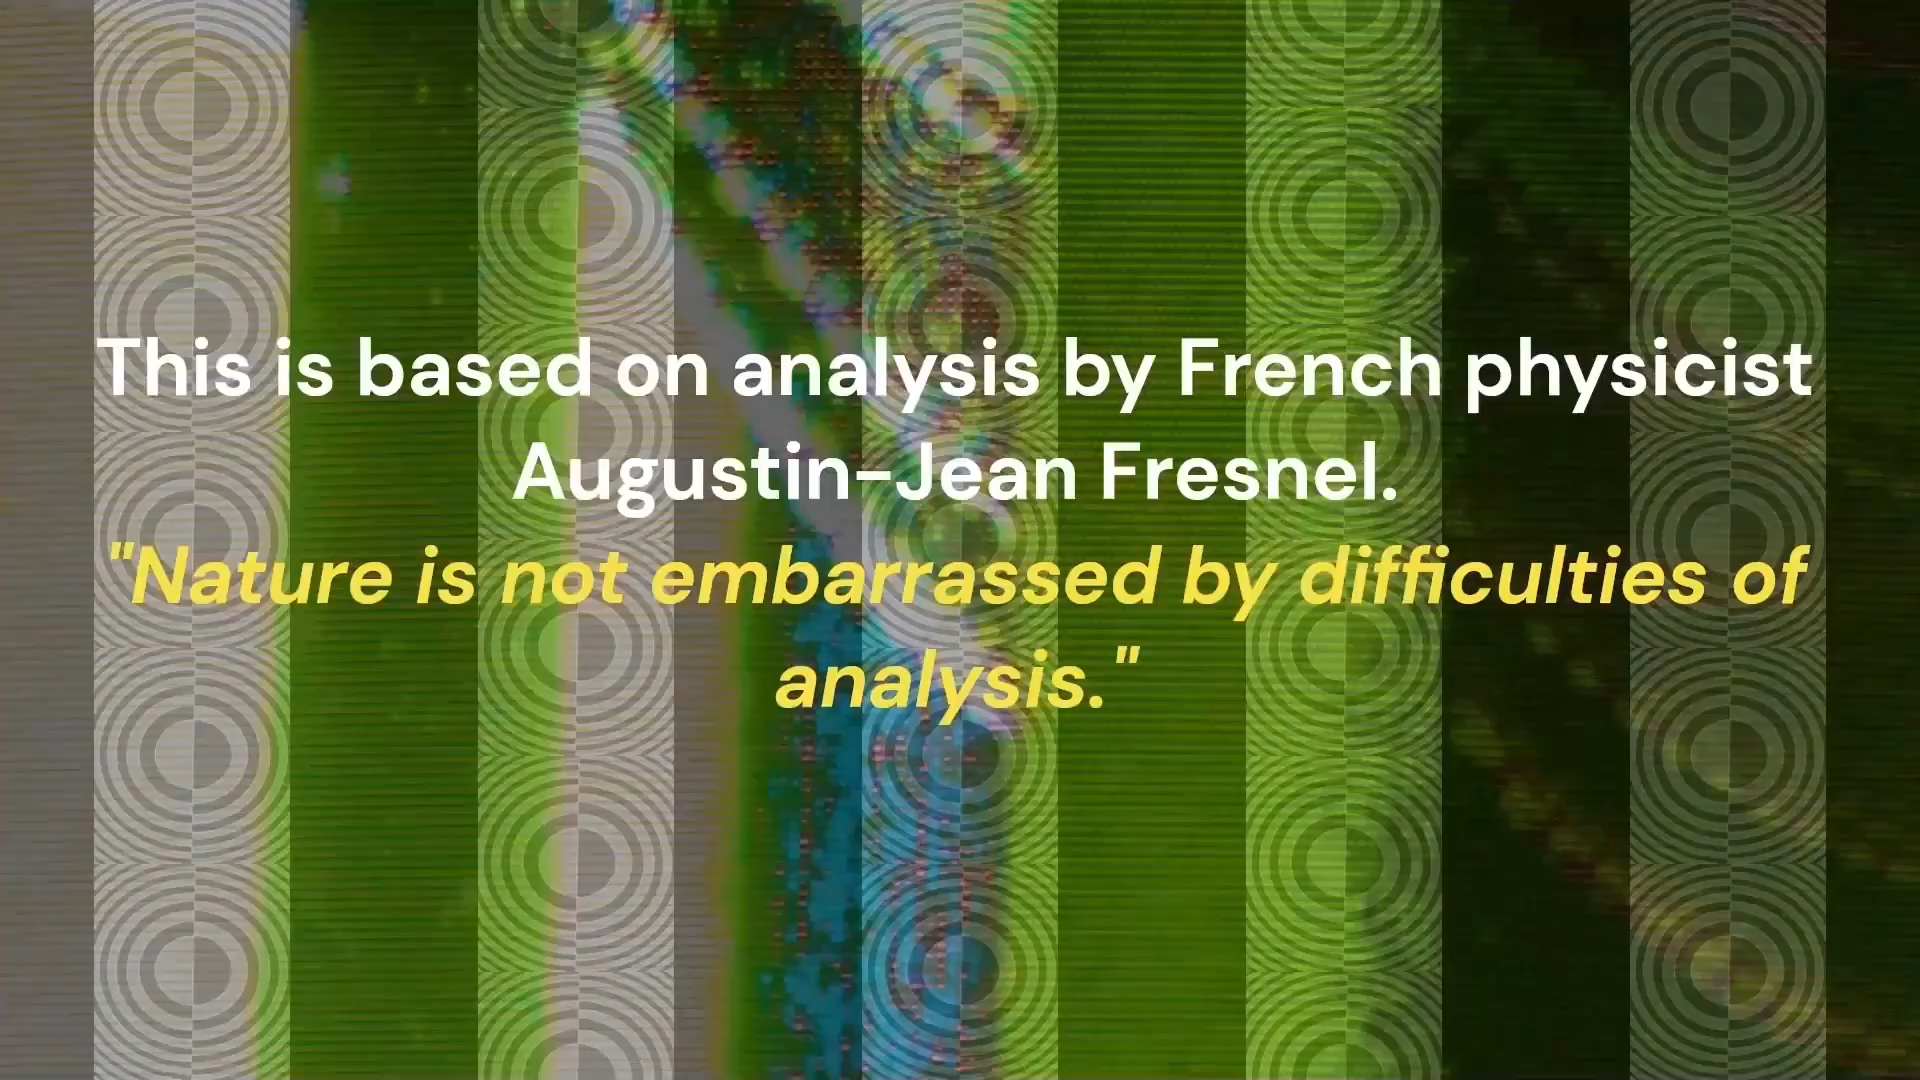 This is based on analysis by French physicist
Augustin-Jean Fresnel.
"Nature is not embarrassed by difficulties of
analysis."